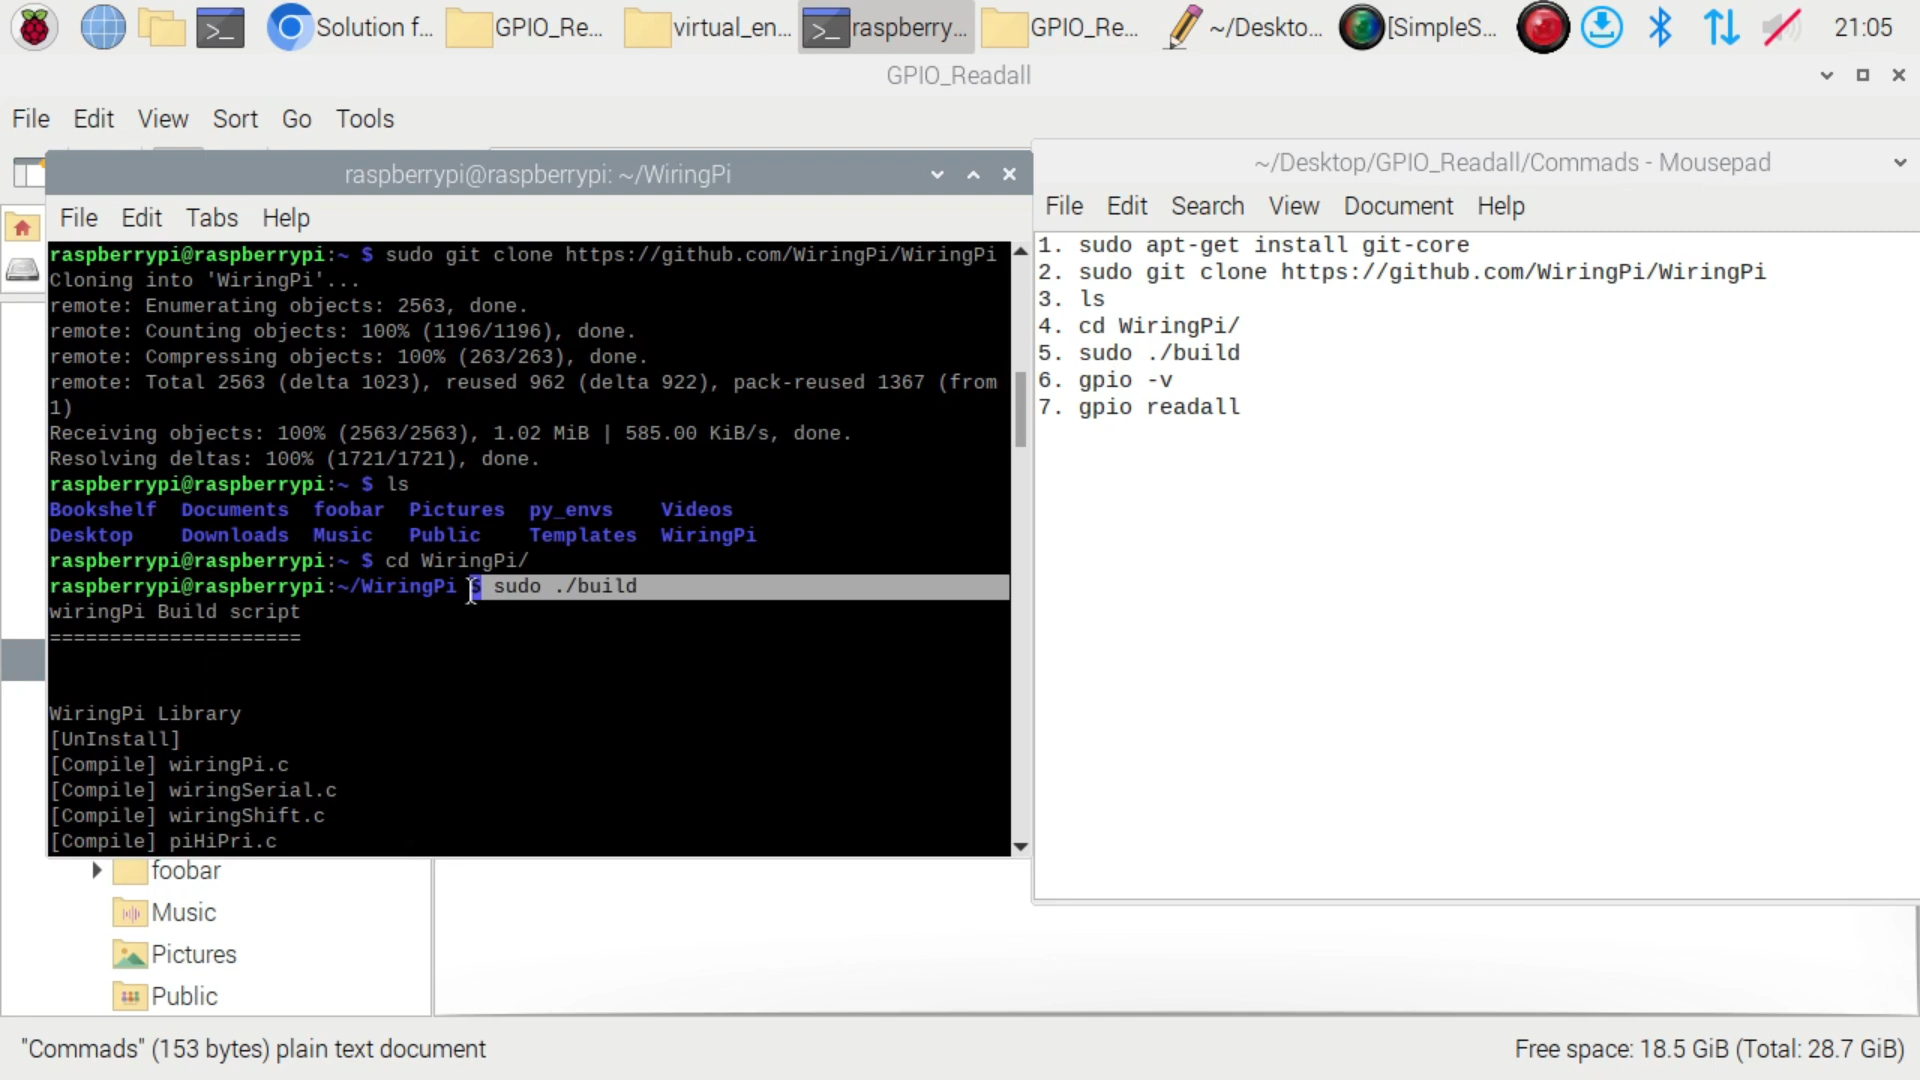 Solution f... GPIO_Re... virtual_en... raspberry... GPIO_Re... ~/Deskto... [SimpleS... 21:05
GPIO_Readall
File Edit View Sort Go Tools
raspberrypi@raspberrypi: ~/WiringPi
File Edit Tabs Help
raspberrypi@raspberrypi:~ $ sudo git clone https://github.com/WiringPi/WiringPi
Cloning into 'WiringPi'...
remote: Enumerating objects: 2563, done.
remote: Counting objects: 100% (1196/1196), done.
remote: Compressing objects: 100% (263/263), done.
remote: Total 2563 (delta 1023), reused 962 (delta 922), pack-reused 1367 (from
1)
Receiving objects: 100% (2563/2563), 1.02 MiB | 585.00 KiB/s, done.
Resolving deltas: 100% (1721/1721), done.
raspberrypi@raspberrypi:~ $ ls
Bookshelf Documents foobar Pictures py_envs Videos
Desktop Downloads Music Public Templates WiringPi
raspberrypi@raspberrypi:~ $ cd WiringPi/
raspberrypi@raspberrypi:~/WiringPi $ sudo ./build
wiringPi Build script
=====================
WiringPi Library
[UnInstall]
[Compile] wiringPi.c
[Compile] wiringSerial.c
[Compile] wiringShift.c
[Compile] piHiPri.c
~/Desktop/GPIO_Readall/Commads - Mousepad
File Edit Search View Document Help
1. sudo apt-get install git-core
2. sudo git clone https://github.com/WiringPi/WiringPi
3. ls
4. cd WiringPi/
5. sudo ./build
6. gpio -v
7. gpio readall
foobar
Music
Pictures
Public
"Commads" (153 bytes) plain text document
Free space: 18.5 GiB (Total: 28.7 GiB)